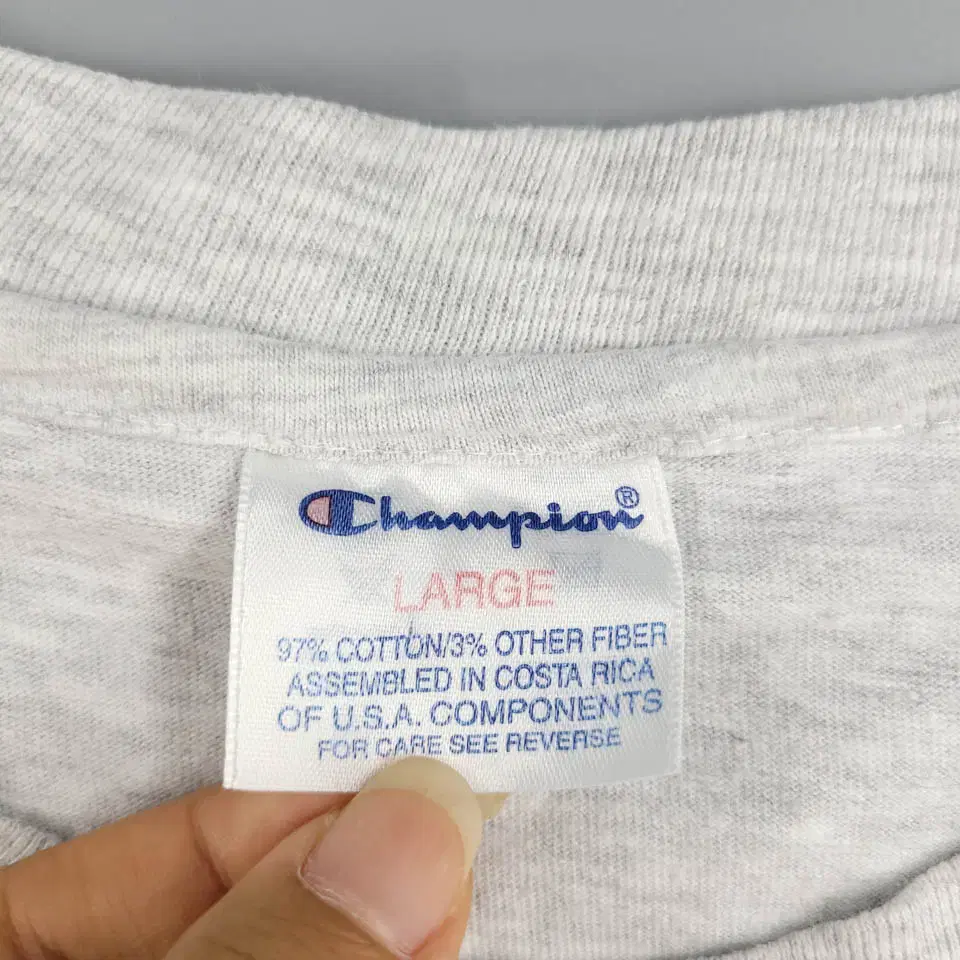 Champion®
LARGE
97% COTTON/3% OTHER FIBER
ASSEMBLED IN COSTA RICA
OF U.S.A. COMPONENTS
FOR CARE SEE REVERSE